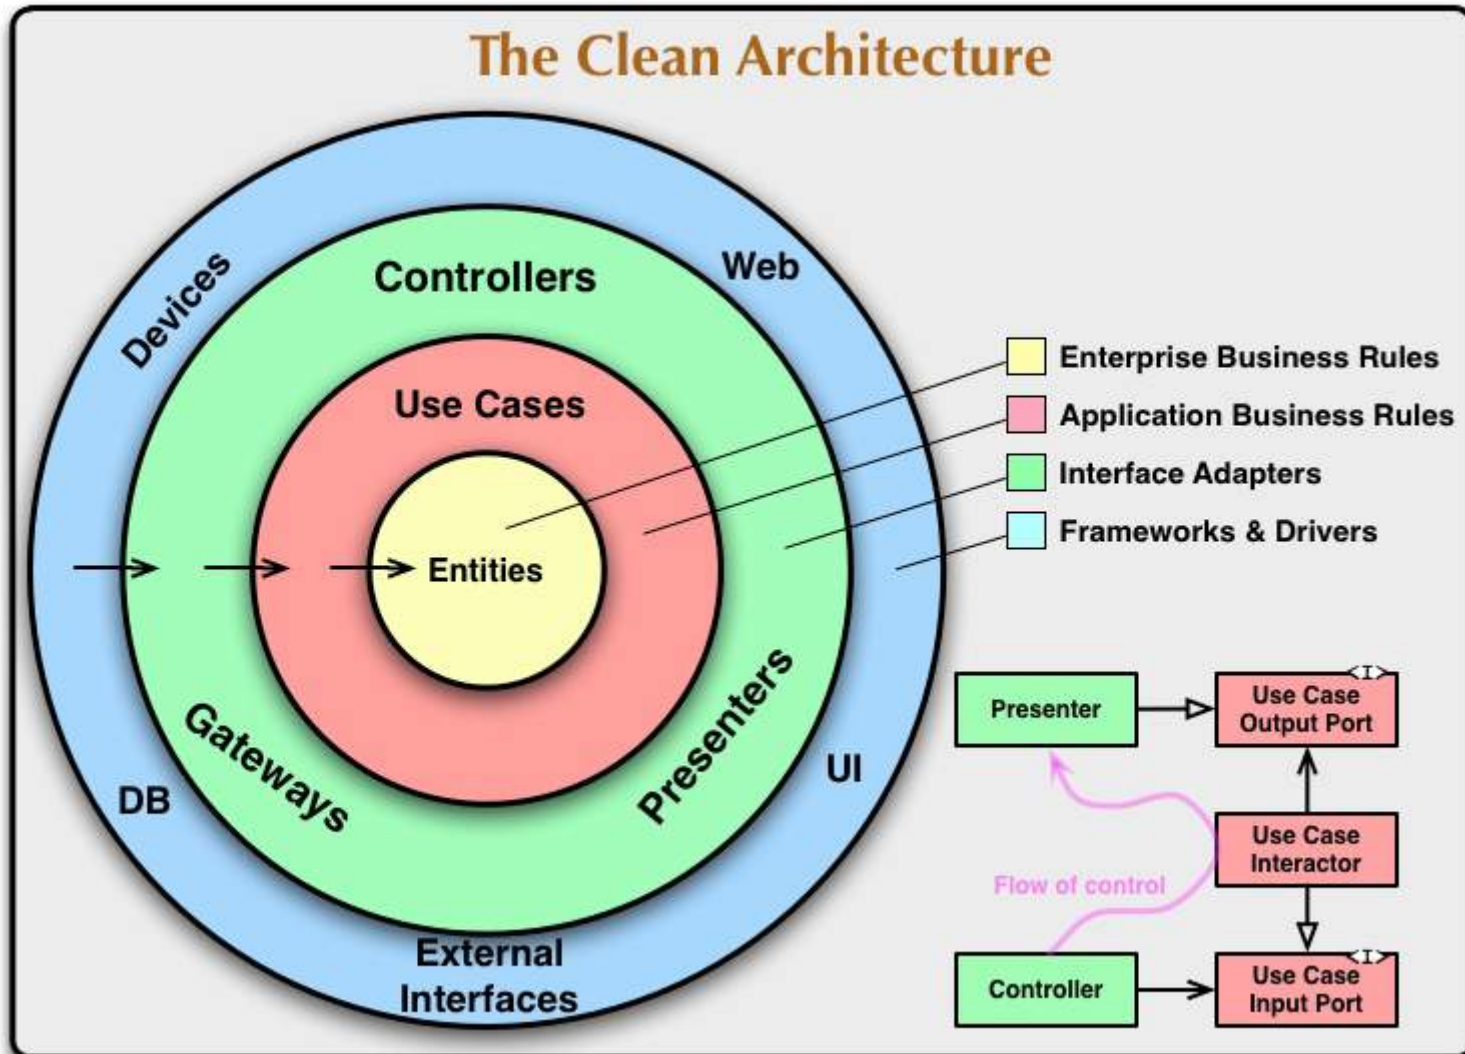 The Clean Architecture
Devices
Controllers
Web
Use Cases
Entities
Gateways
Presenters
DB
UI
External
Interfaces
Enterprise Business Rules
Application Business Rules
Interface Adapters
Frameworks & Drivers
Presenter
<I>
Use Case
Output Port
Use Case
Interactor
Flow of control
Controller
<I>
Use Case
Input Port